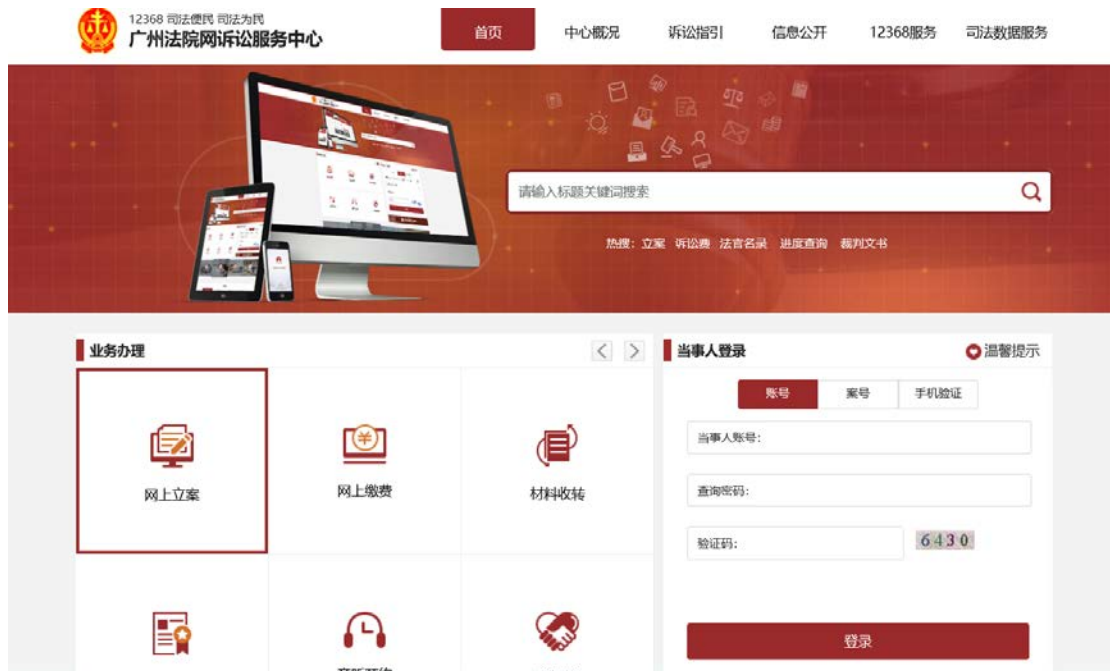 12368 司法便民 司法为民
广州法院网诉讼服务中心
首页 中心概况 诉讼指引 信息公开 12368服务 司法数据服务
请输入标题关键词搜索
热搜: 立案 诉讼费 法官名录 进度查询 裁判文书
业务办理
网上立案 网上缴费 材料收转
当事人登录 温馨提示
账号 案号 手机验证
当事人账号:
查询密码:
验证码: 6430
登录